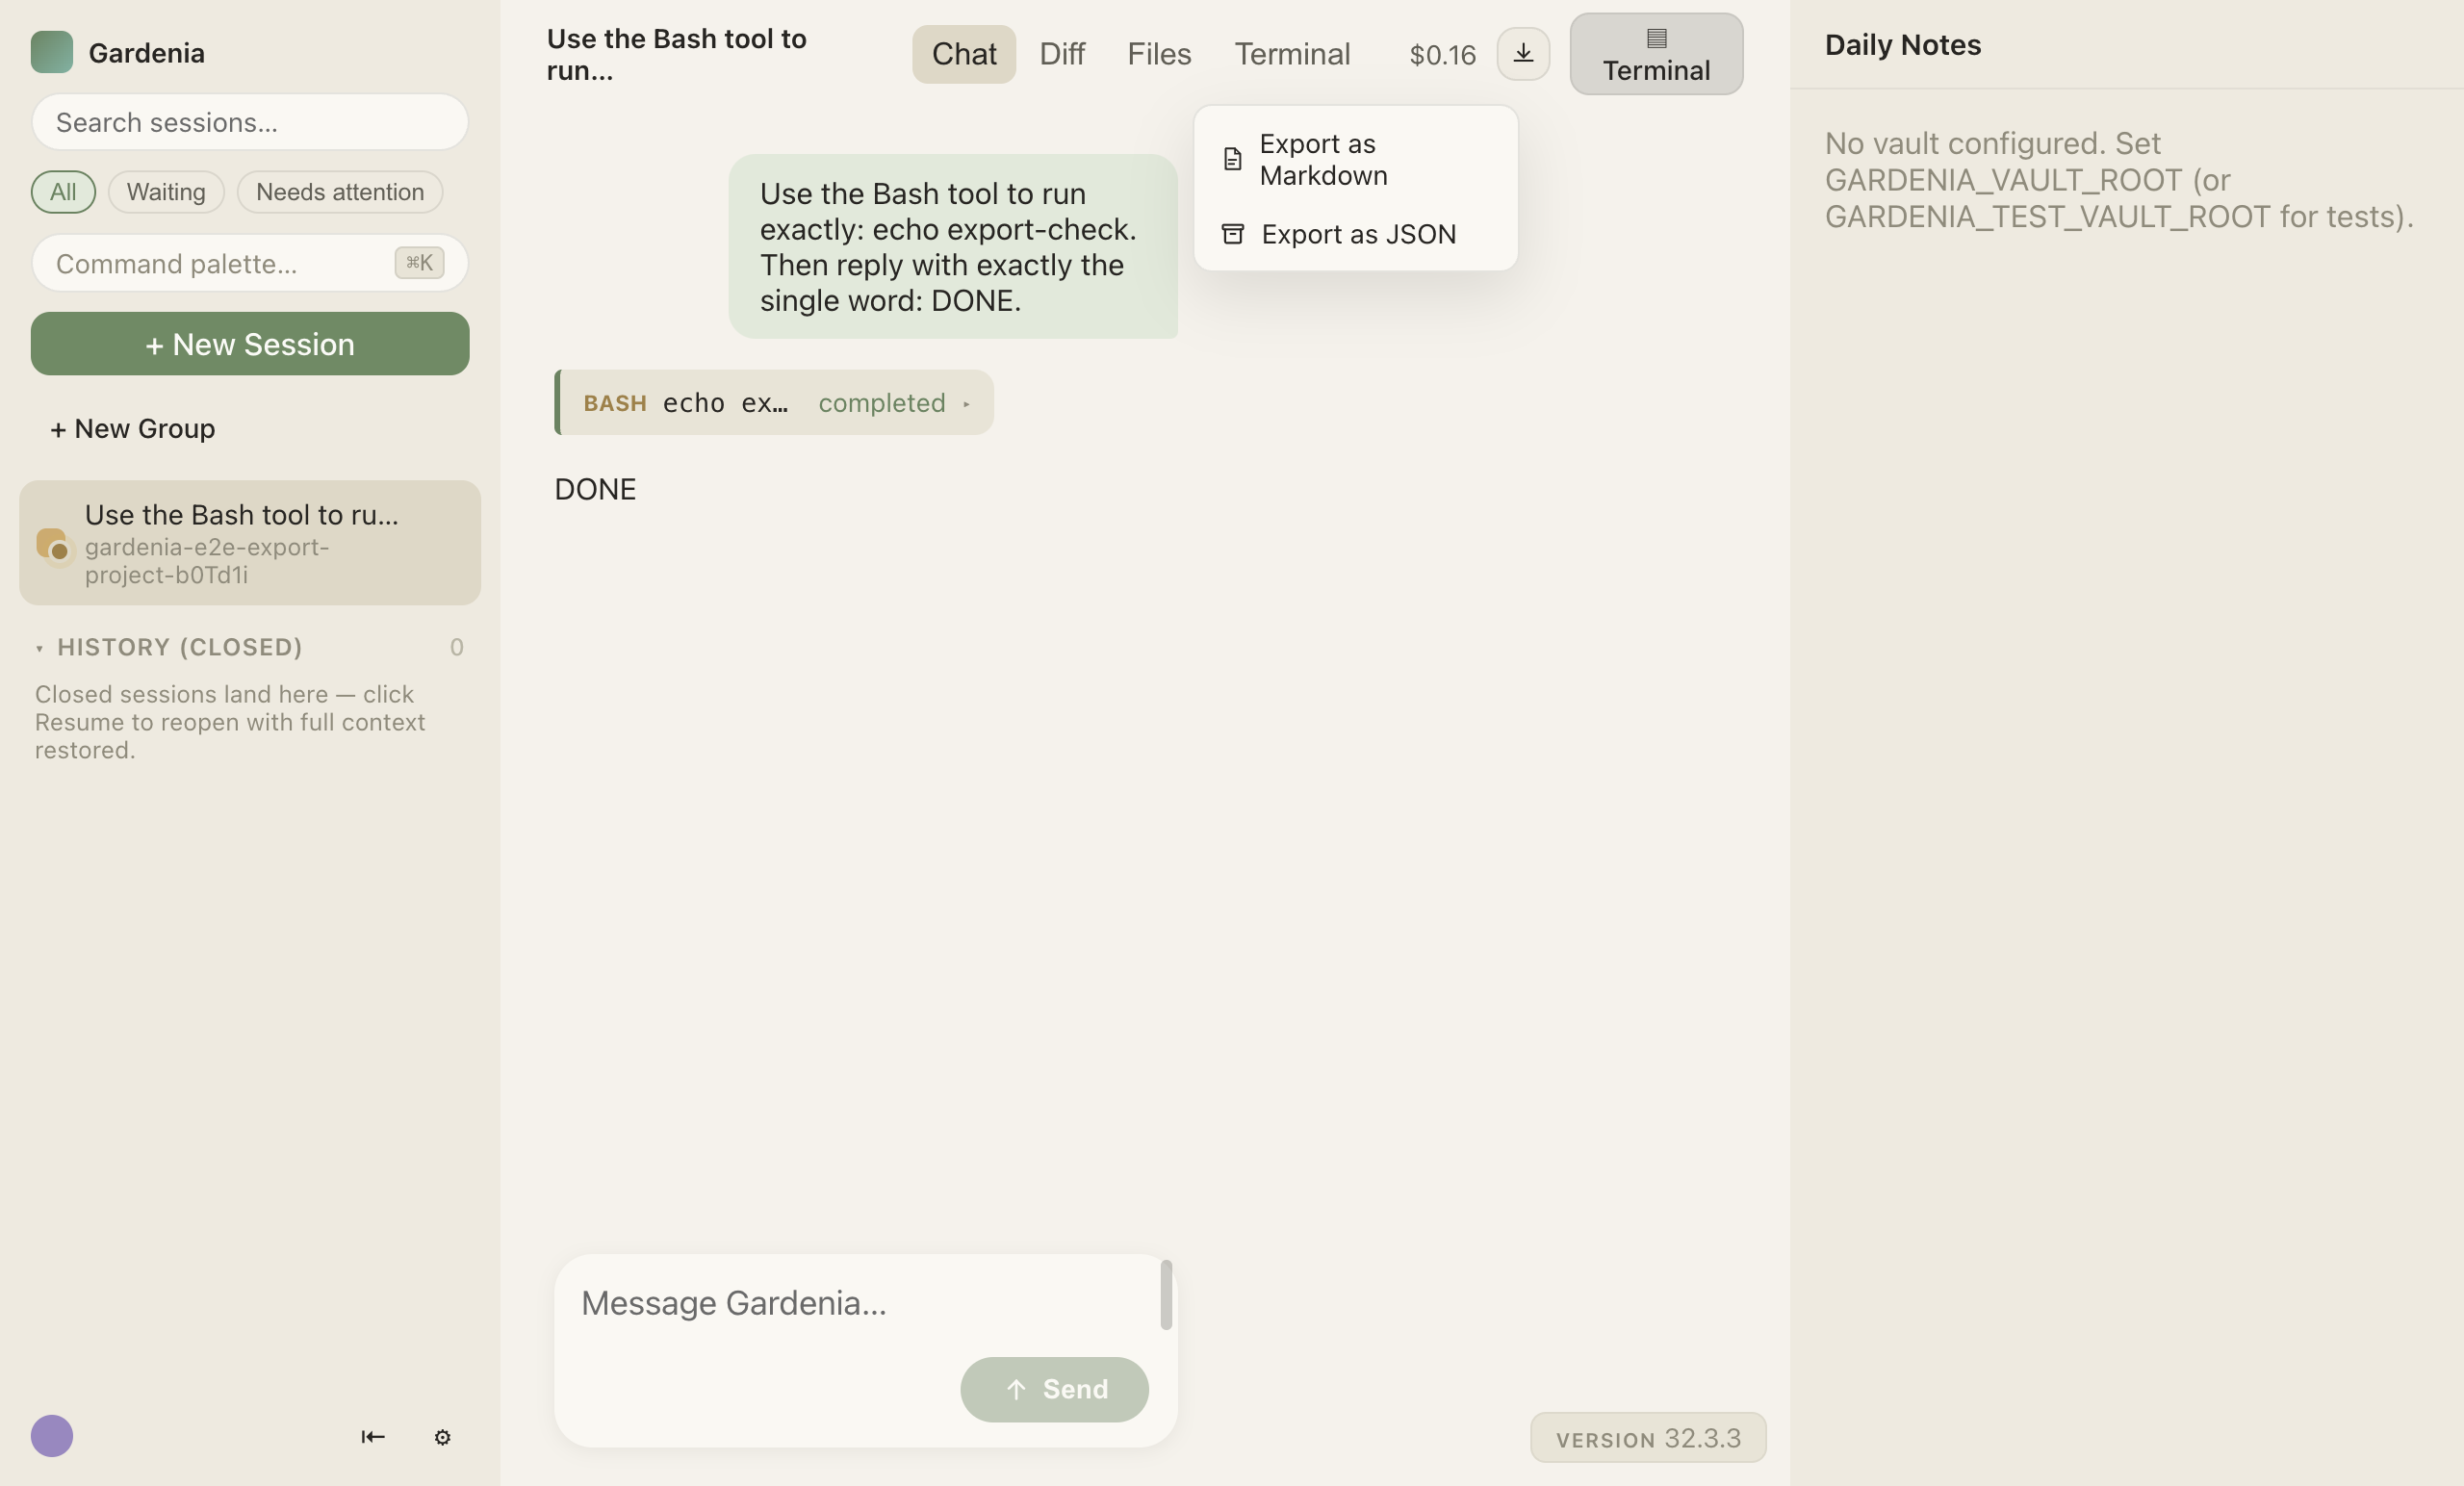 Gardenia
Search sessions...
All
Waiting
Needs attention
Command palette...
⌘K
+ New Session
+ New Group
Use the Bash tool to ru...
gardenia-e2e-export-
project-b0Td1i
HISTORY (CLOSED)
0
Closed sessions land here — click
Resume to reopen with full context
restored.
Use the Bash tool to
run...
Chat
Diff
Files
Terminal
$0.16
Terminal
Export as
Markdown
Export as JSON
Use the Bash tool to run
exactly: echo export-check.
Then reply with exactly the
single word: DONE.
BASH echo ex… completed
DONE
Message Gardenia...
Send
VERSION 32.3.3
Daily Notes
No vault configured. Set
GARDENIA_VAULT_ROOT (or
GARDENIA_TEST_VAULT_ROOT for tests).